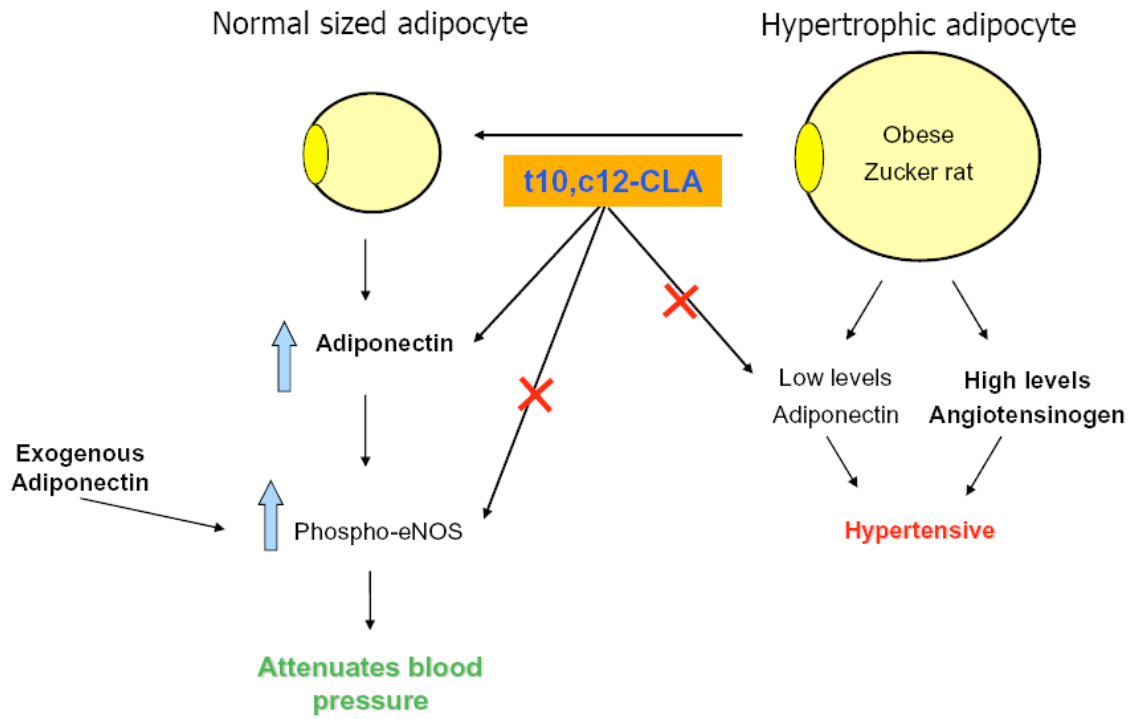 Normal sized adipocyte
Hypertrophic adipocyte
Obese
Zucker rat
t10,c12-CLA
Adiponectin
Low levels
Adiponectin
High levels
Angiotensinogen
Exogenous
Adiponectin
Phospho-eNOS
Hypertensive
Attenuates blood
pressure